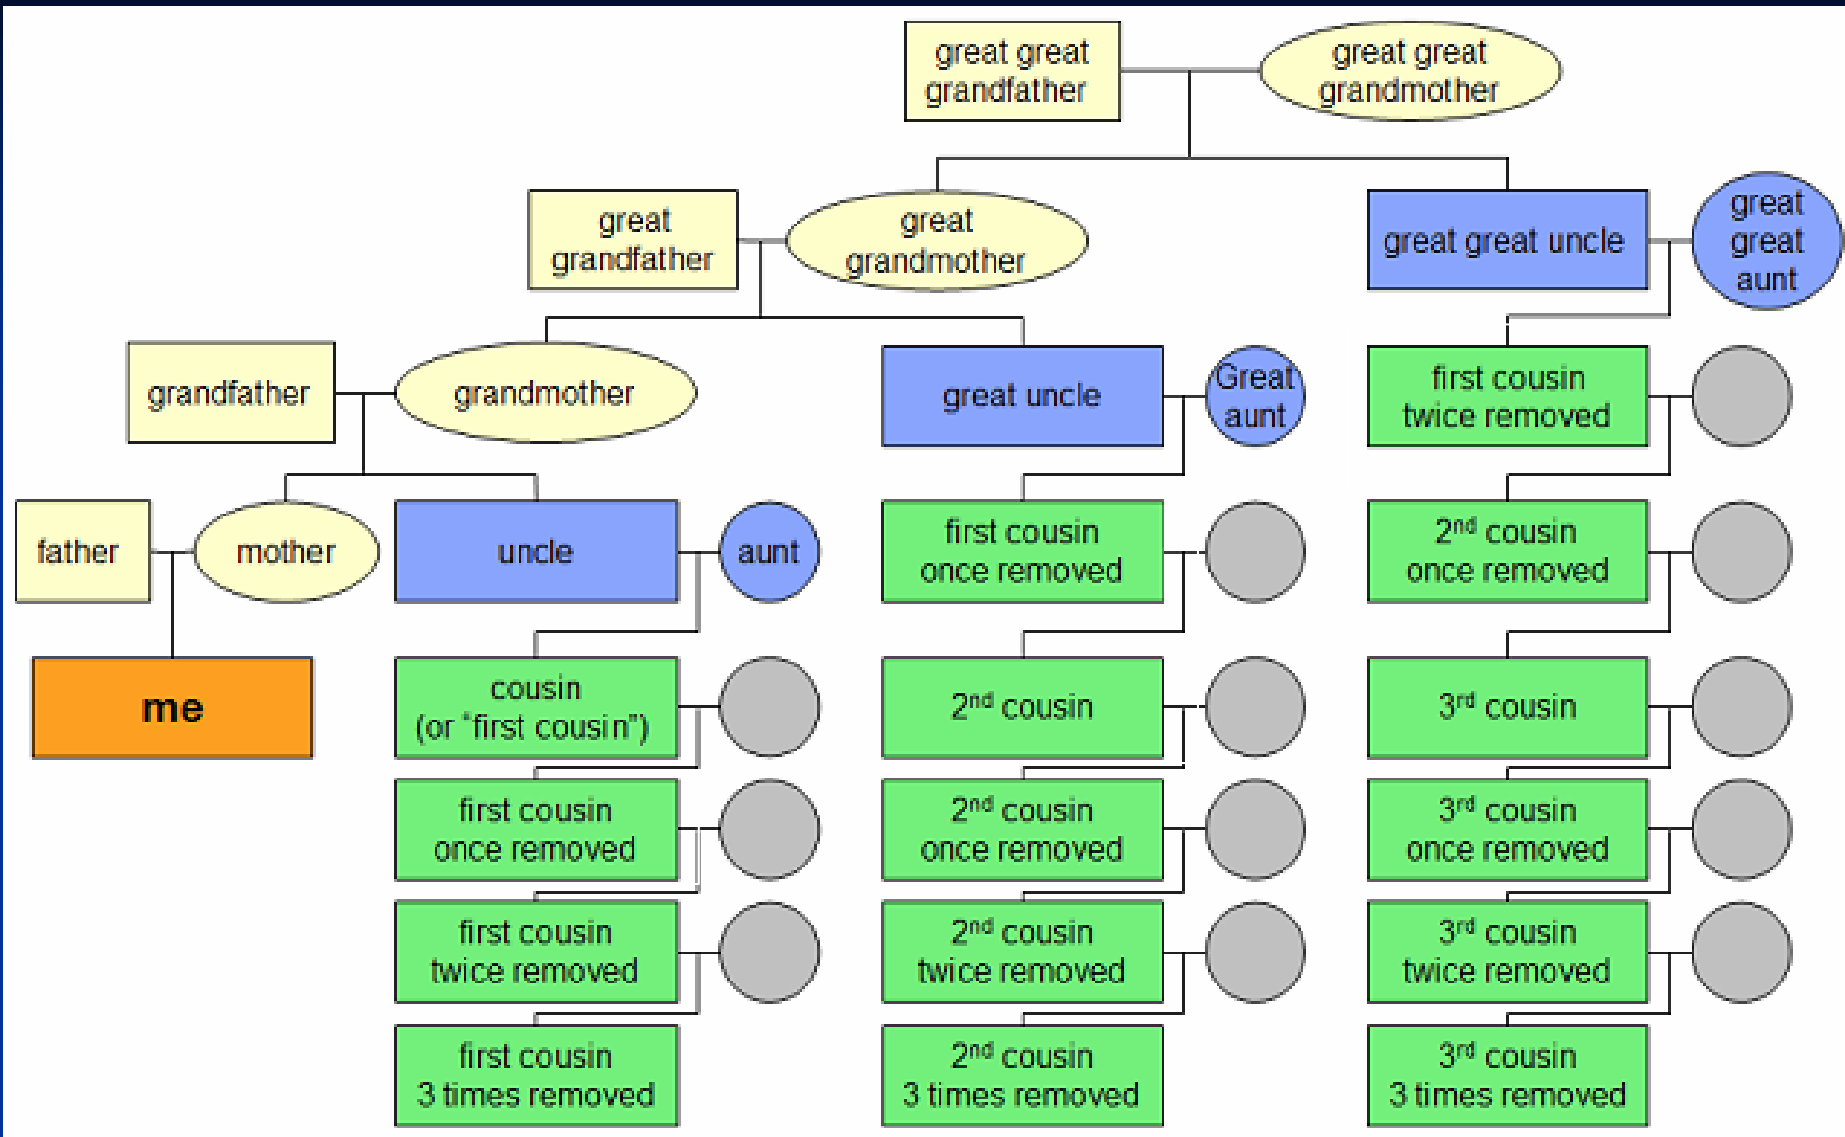 great great
grandfather
great great
grandmother
great
grandfather
great
grandmother
great great uncle
great
great
aunt
grandfather
grandmother
great uncle
Great
aunt
first cousin
twice removed
father
mother
uncle
aunt
first cousin
once removed
2nd cousin
once removed
me
cousin
(or "first cousin")
2nd cousin
3rd cousin
first cousin
once removed
2nd cousin
once removed
3rd cousin
once removed
first cousin
twice removed
2nd cousin
twice removed
3rd cousin
twice removed
first cousin
3 times removed
2nd cousin
3 times removed
3rd cousin
3 times removed